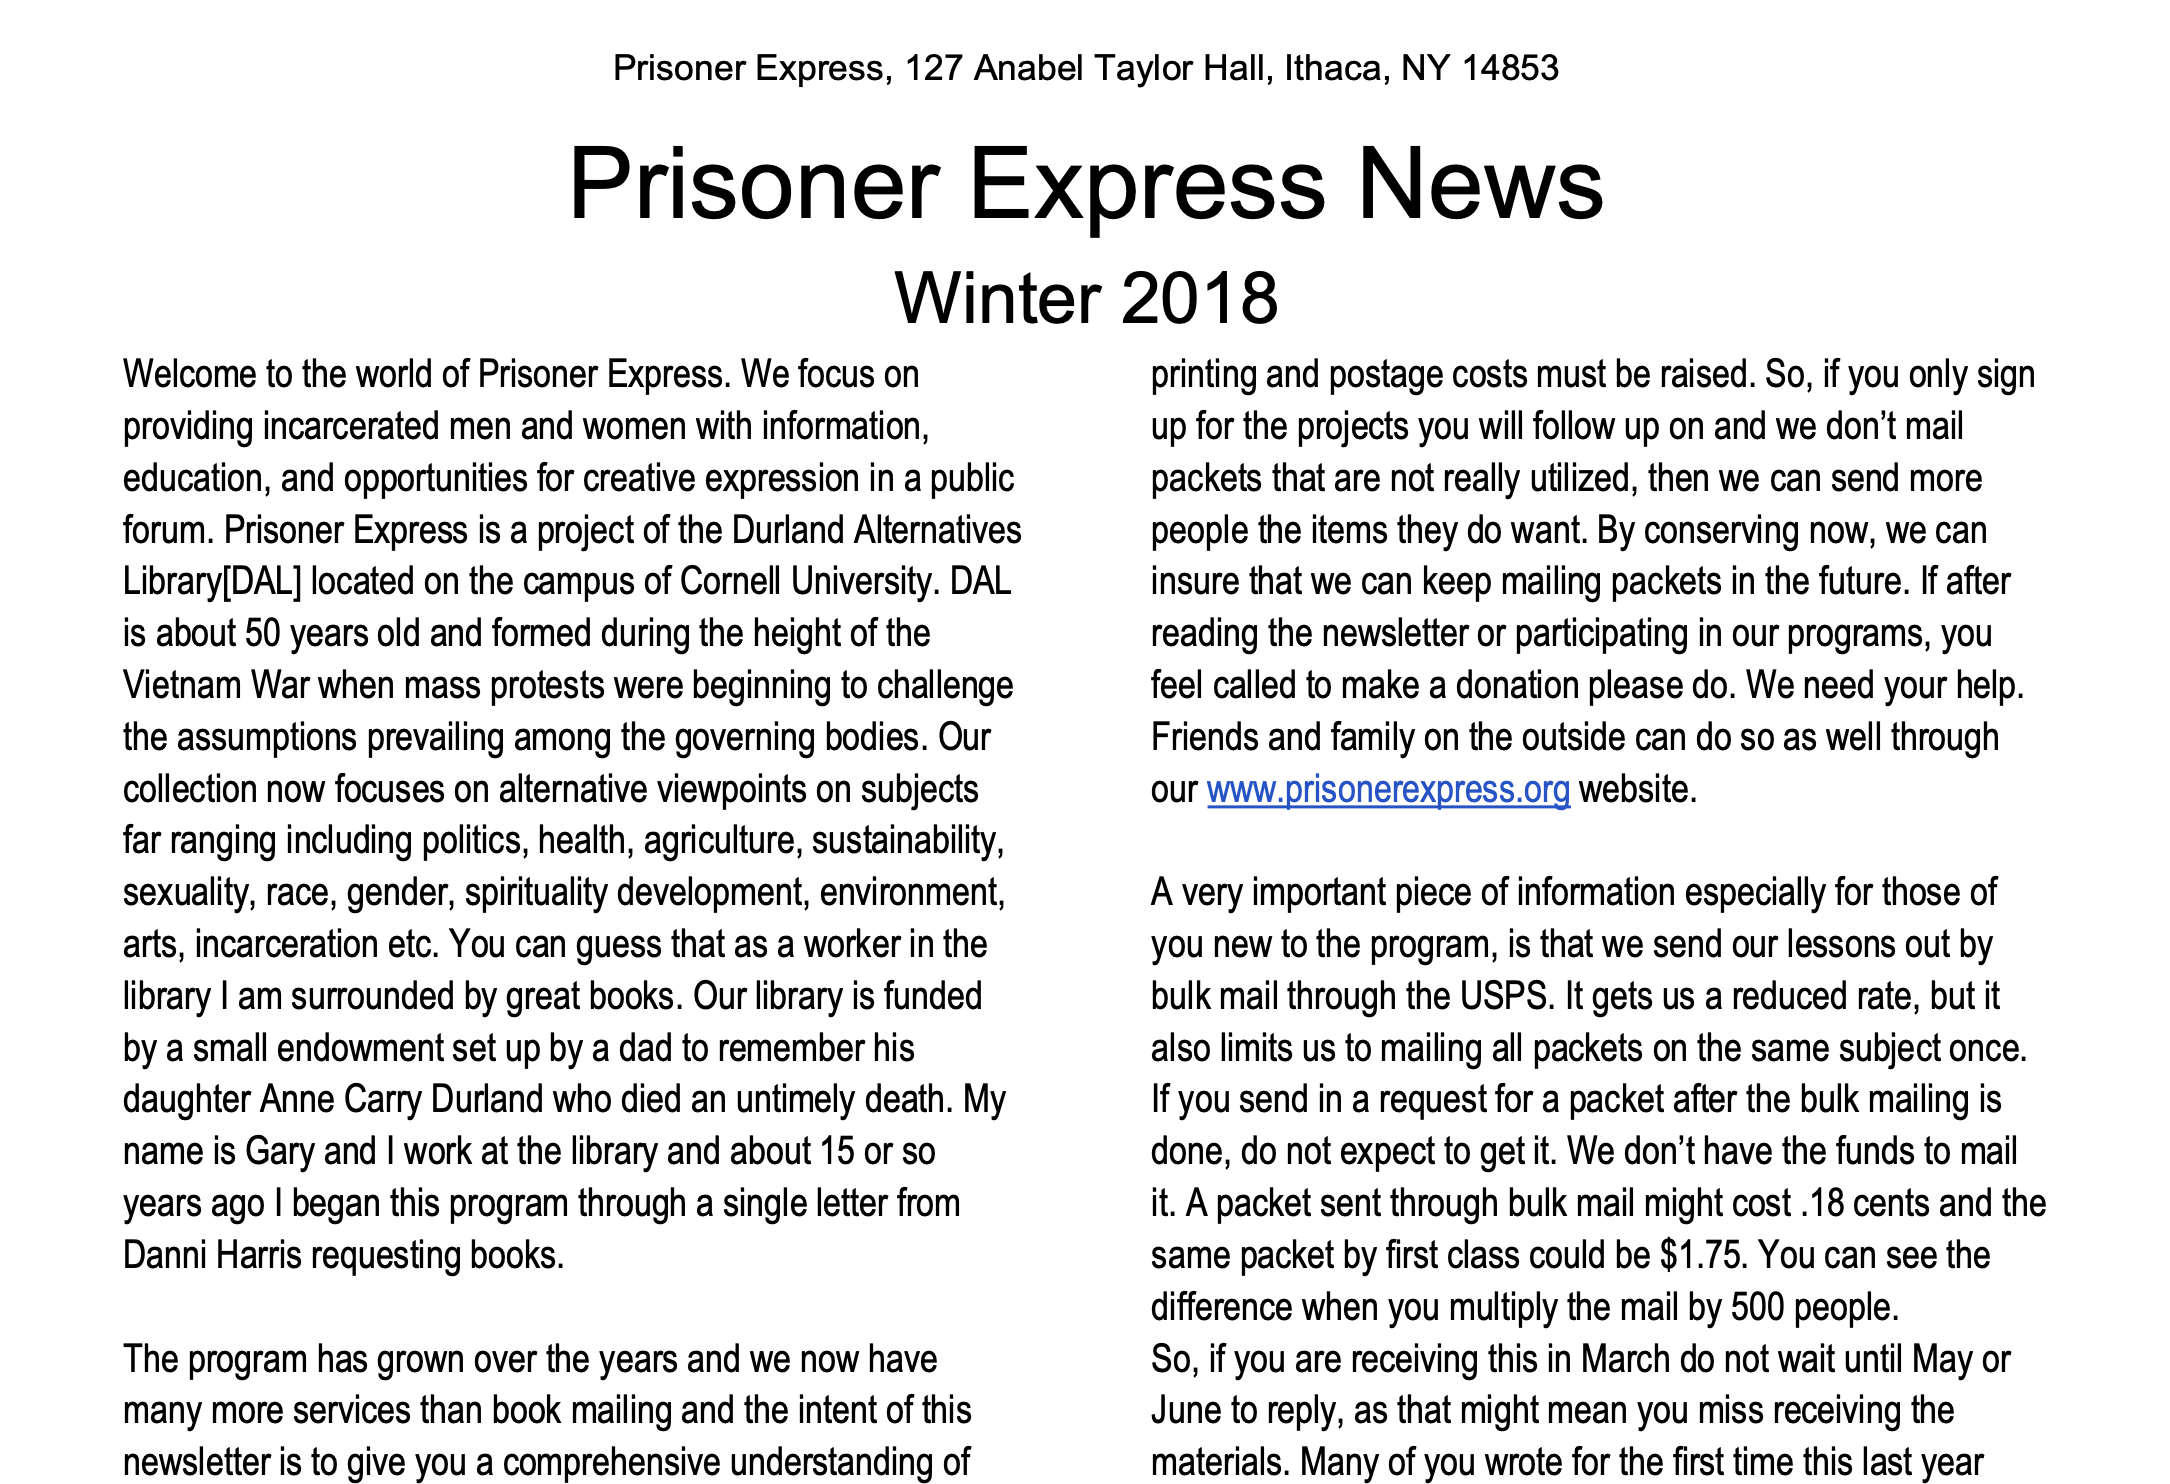 Prisoner Express, 127 Anabel Taylor Hall, Ithaca, NY 14853
Prisoner Express News
Winter 2018
Welcome to the world of Prisoner Express. We focus on
providing incarcerated men and women with information,
education, and opportunities for creative expression in a public
forum. Prisoner Express is a project of the Durland Alternatives
Library[DAL] located on the campus of Cornell University. DAL
is about 50 years old and formed during the height of the
Vietnam War when mass protests were beginning to challenge
the assumptions prevailing among the governing bodies. Our
collection now focuses on alternative viewpoints on subjects
far ranging including politics, health, agriculture, sustainability,
sexuality, race, gender, spirituality development, environment,
arts, incarceration etc. You can guess that as a worker in the
library I am surrounded by great books. Our library is funded
by a small endowment set up by a dad to remember his
daughter Anne Carry Durland who died an untimely death. My
name is Gary and I work at the library and about 15 or so
years ago I began this program through a single letter from
Danni Harris requesting books.
The program has grown over the years and we now have
many more services than book mailing and the intent of this
newsletter is to give you a comprehensive understanding of
printing and postage costs must be raised. So, if you only sign
up for the projects you will follow up on and we don’t mail
packets that are not really utilized, then we can send more
people the items they do want. By conserving now, we can
insure that we can keep mailing packets in the future. If after
reading the newsletter or participating in our programs, you
feel called to make a donation please do. We need your help.
Friends and family on the outside can do so as well through
our www.prisonerexpress.org website.
A very important piece of information especially for those of
you new to the program, is that we send our lessons out by
bulk mail through the USPS. It gets us a reduced rate, but it
also limits us to mailing all packets on the same subject once.
If you send in a request for a packet after the bulk mailing is
done, do not expect to get it. We don’t have the funds to mail
it. A packet sent through bulk mail might cost .18 cents and the
same packet by first class could be $1.75. You can see the
difference when you multiply the mail by 500 people.
So, if you are receiving this in March do not wait until May or
June to reply, as that might mean you miss receiving the
materials. Many of you wrote for the first time this last year